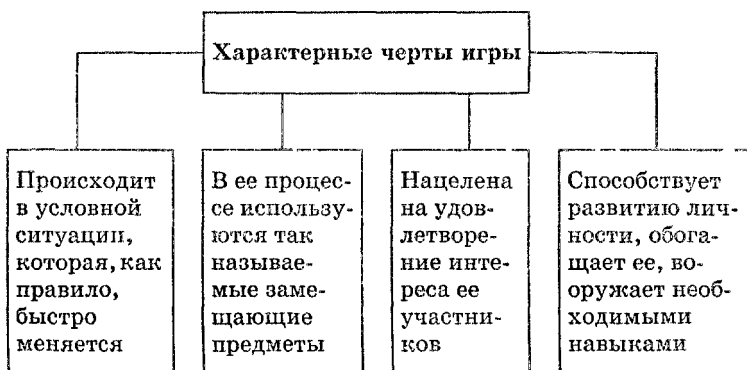 Характерные черты игры
Происходит
в условной
ситуации,
которая, как
правило,
быстро
меняется
В ее процес-
се использу-
ются так
называе-
мые заме-
щающие
предметы
Нацелена
на удов-
летворе-
ние инте-
реса ее
участни-
ков
Способствует
развитию лич-
ности, обога-
щает ее, во-
оружает необ-
ходимыми
навыками